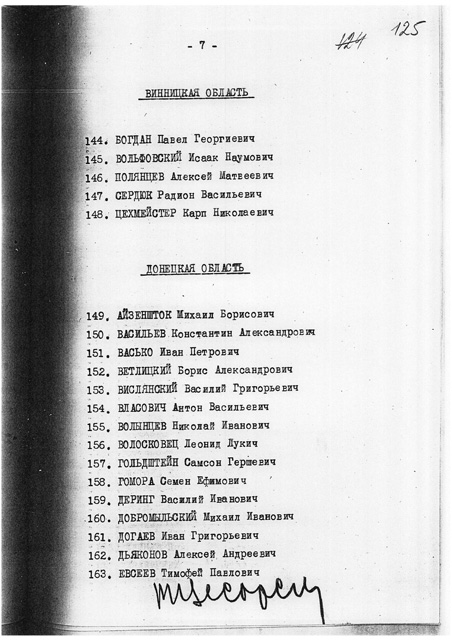 124
125
- 7 -
ВИННИЦКАЯ ОБЛАСТЬ
144. БОГДАН Павел Георгиевич
145. ВОЛЬФОВСКИЙ Исаак Наумович
146. ПОЛЯНЦЕВ Алексей Матвеевич
147. СЕРДЮК Радион Васильевич
148. ЦЕХМЕЙСТЕР Карп Николаевич
ДОНЕЦКАЯ ОБЛАСТЬ
149. АЙЗЕНШТОК Михаил Борисович
150. ВАСИЛЬЕВ Константин Александрович
151. ВАСЬКО Иван Петрович
152. ВЕТЛИЦКИЙ Борис Александрович
153. ВИСЛЯНСКИЙ Василий Григорьевич
154. ВЛАСОВИЧ Антон Васильевич
155. ВОЛЫНЦЕВ Николай Иванович
156. ВОЛОСКОВЕЦ Леонид Лукич
157. ГОЛЬДШТЕЙН Самсон Гершевич
158. ГОМОРА Семен Ефимович
159. ДЕРИНГ Василий Иванович
160. ДОБРОМЫЛЬСКИЙ Михаил Иванович
161. ДОГАЕВ Иван Григорьевич
162. ДЬЯКОНОВ Алексей Андреевич
163. ЕВСЕЕВ Тимофей Павлович